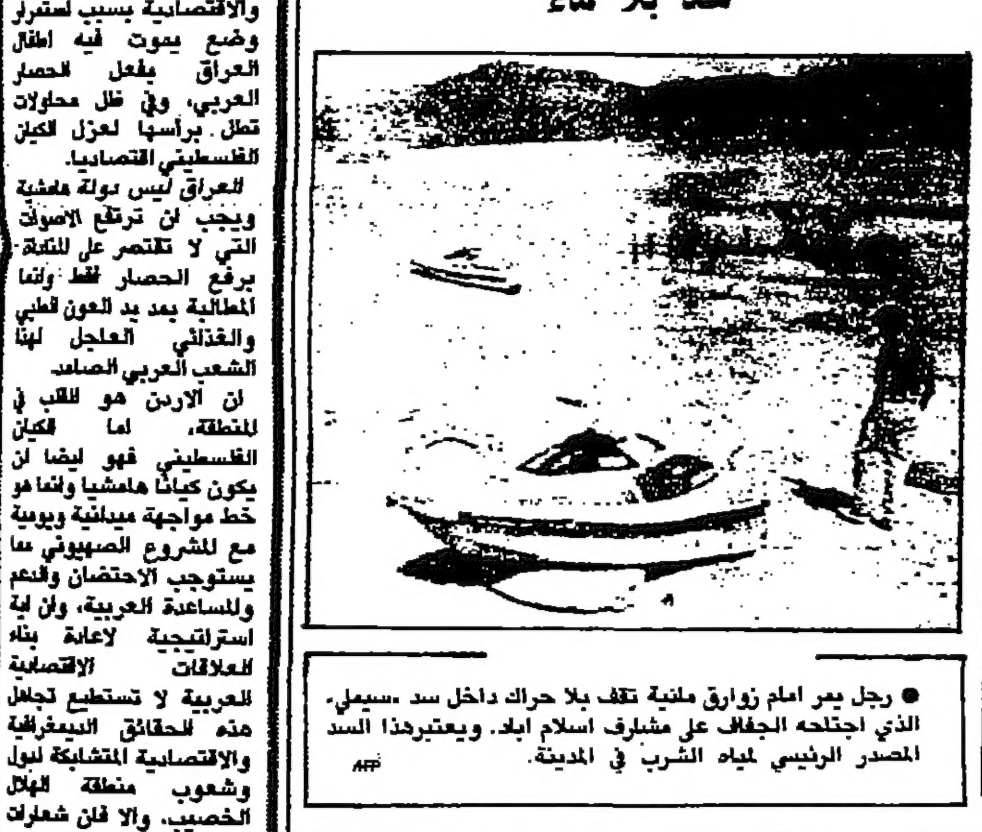 سد بلا ماء
● رجل يمر امام زوارق مائية تقف بلا حراك داخل سد «سيملي»
الذي اجتاحه الجفاف على مشارف اسلام اباد. ويعتبر هذا السد
المصدر الرئيسي لمياه الشرب في المدينة.
AFP
والاقتصادية بسبب استمرار
وضع يموت فيه اطفال
العراق بفعل الحصار
العربي، وفي ظل محاولات
تطل برأسها لعزل الكيان
الفلسطيني اقتصاديا.
العراق ليس دولة هامشية
ويجب ان ترتفع الاصوات
التي لا تقتصر على المناداة
برفع الحصار فقط وانما
المطالبة بمد يد العون الطبي
والغذائي العاجل لهذا
الشعب العربي الصامد.
ان الاردن هو القلب في
المنطقة، اما الكيان
الفلسطيني فهو ايضا لن
يكون كيانا هامشيا وانما هو
خط مواجهة ميدانية ويومية
مع المشروع الصهيوني مما
يستوجب الاحتضان والدعم
والمساعدة العربية، وان اية
استراتيجية لاعادة بناء
العلاقات الاقتصادية
العربية لا تستطيع تجاهل
هذه الحقائق الديمغرافية
والاقتصادية المتشابكة لدول
وشعوب منطقة الهلال
الخصيب، والا فان شعارات